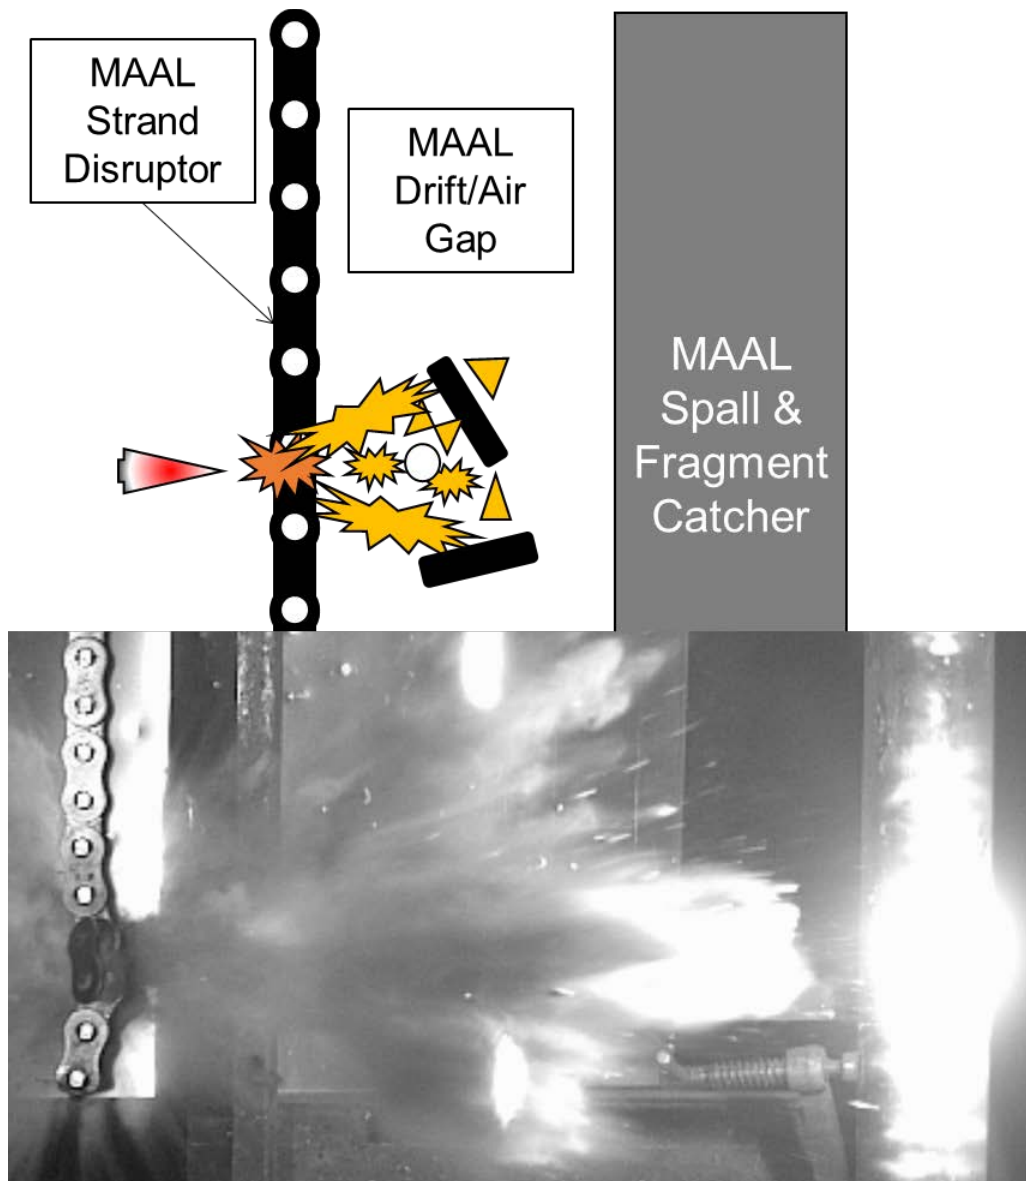 MAAL
Strand
Disruptor
MAAL
Drift/Air
Gap
MAAL
Spall &
Fragment
Catcher